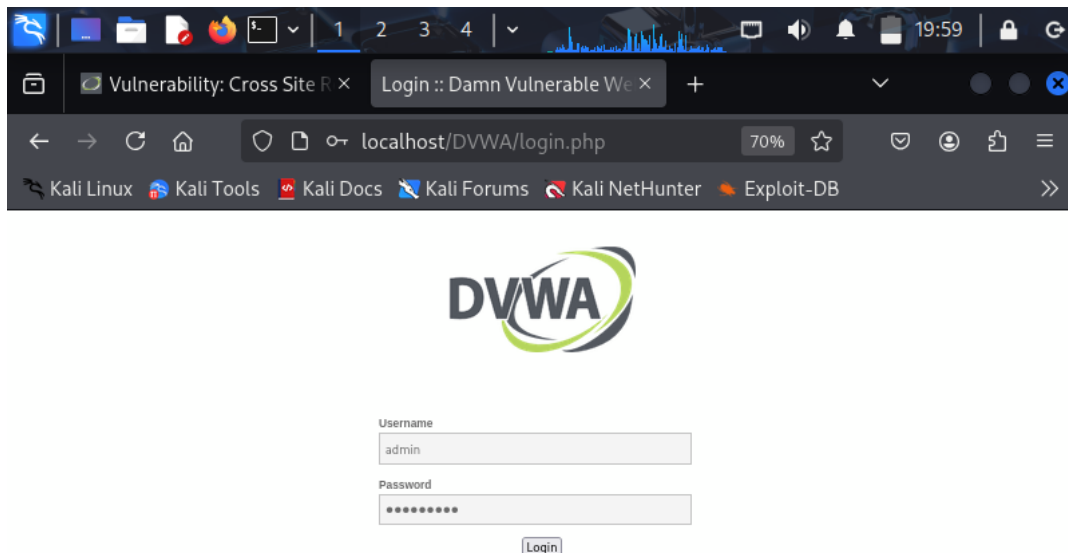 1 2 3 4 19:59
Vulnerability: Cross Site R Login :: Damn Vulnerable We
localhost/DVWA/login.php 70%
Kali Linux Kali Tools Kali Docs Kali Forums Kali NetHunter Exploit-DB
DVWA
Username
admin
Password
•••••••••
Login